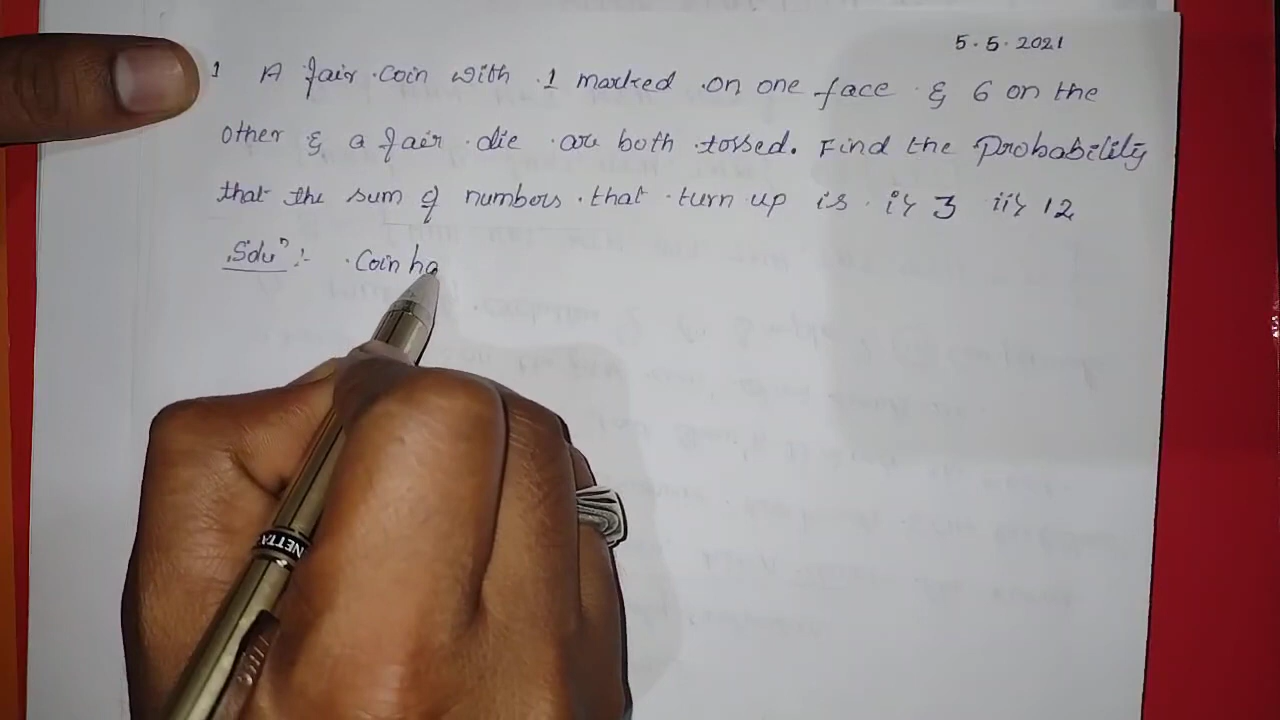 5.5.2021
1 A fair coin with 1 marked on one face & 6 on the
other & a fair die are both tossed. Find the Probability
that the sum of numbers that turn up is i> 3 ii> 12
Soluⁿ :- Coin ha
NETTA